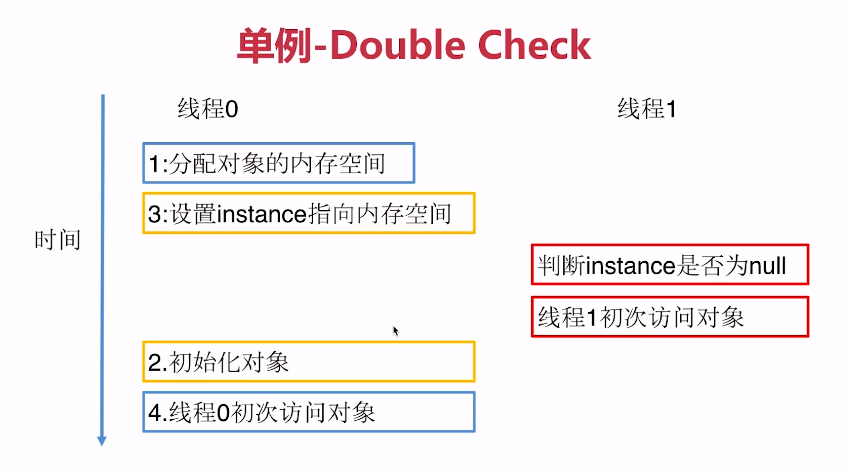 单例-Double Check
线程0
线程1
1:分配对象的内存空间
3:设置instance指向内存空间
时间
判断instance是否为null
线程1初次访问对象
2.初始化对象
4.线程0初次访问对象